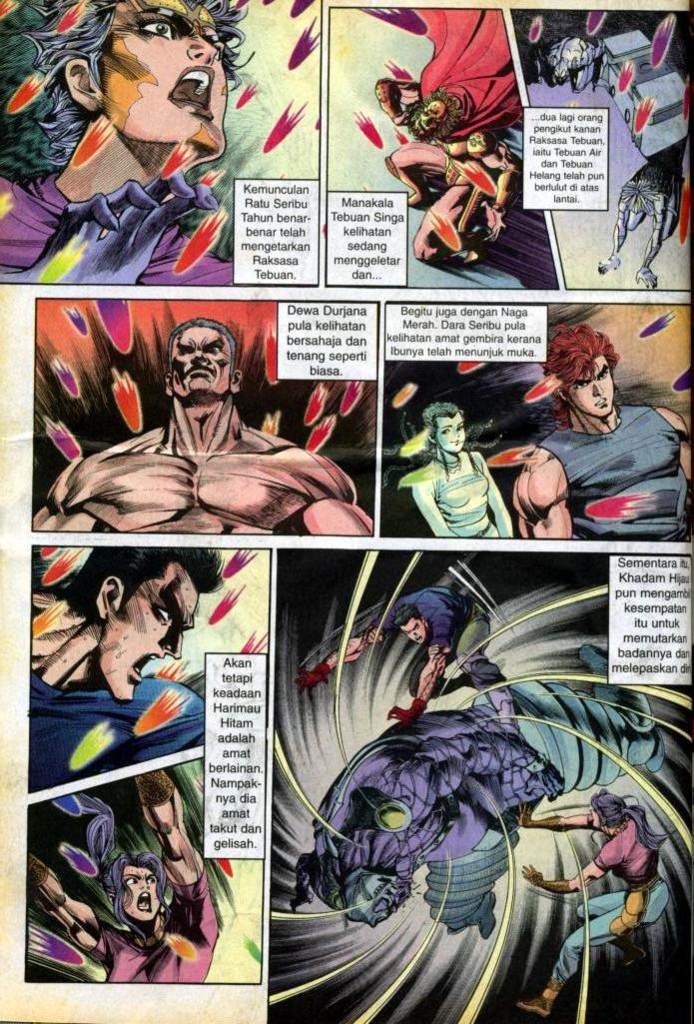 Kemunculan
Ratu Seribu
Tahun benar-
benar telah
mengetarkan
Raksasa
Tebuan.
Manakala
Tebuan Singa
kelihatan
sedang
menggeletar
dan...
...dua lagi orang
pengikut kanan
Raksasa Tebuan,
iaitu Tebuan Air
dan Tebuan
Helang telah pun
berlutut di atas
lantai.
Dewa Durjana
pula kelihatan
bersahaja dan
tenang seperti
biasa.
Begitu juga dengan Naga
Merah. Dara Seribu pula
kelihatan amat gembira kerana
Ibunya telah menunjuk muka.
Akan
tetapi
keadaan
Harimau
Hitam
adalah
amat
berlainan.
Nampak-
nya dia
amat
takut dan
gelisah.
Sementara itu,
Khadam Hijau
pun mengambil
kesempatan
itu untuk
memutarkan
badannya dan
melepaskan